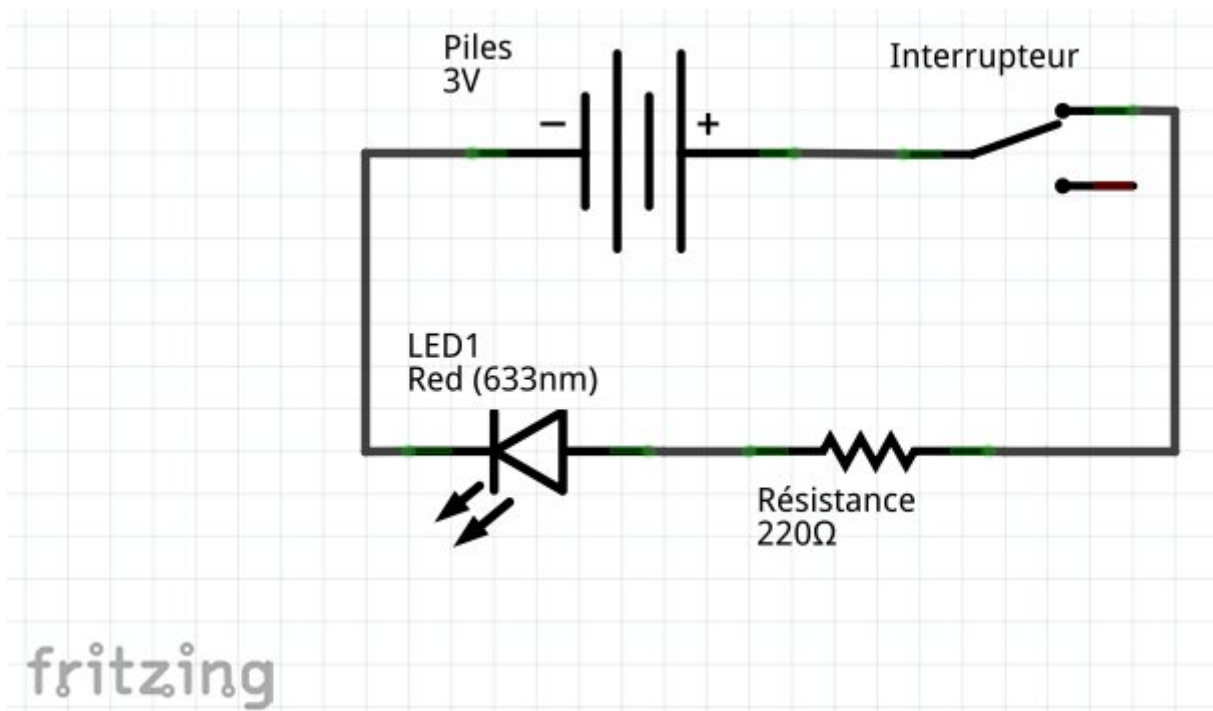 Piles
3V
Interrupteur
−
+
LED1
Red (633nm)
Résistance
220Ω
fritzing